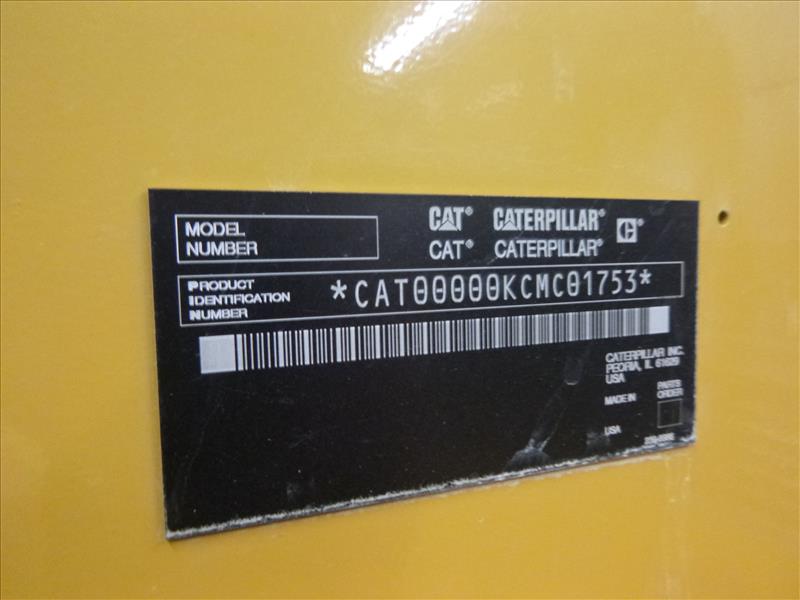 MODEL
NUMBER
CAT® CATERPILLAR® C®
CAT® CATERPILLAR®
PRODUCT
IDENTIFICATION
NUMBER
*CAT00000KCMC01753*
CATERPILLAR INC.
PEORIA, IL 61629
USA
MADE IN
USA
PARTS
ORDER